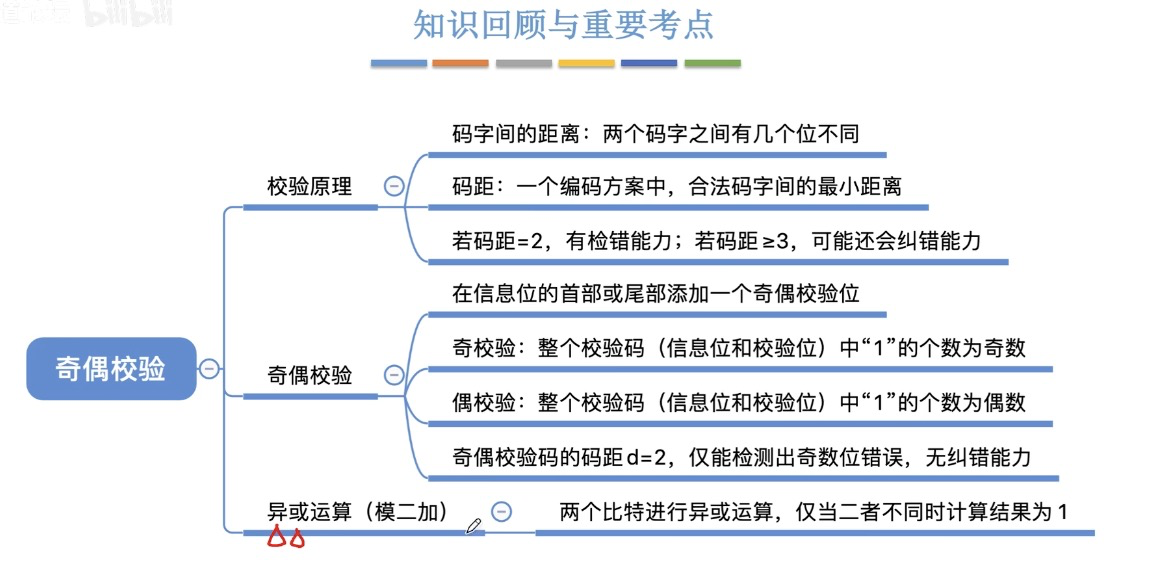 bilibili
知识回顾与重要考点
码字间的距离：两个码字之间有几个位不同
校验原理
码距：一个编码方案中，合法码字间的最小距离
若码距=2，有检错能力；若码距≥3，可能还会纠错能力
在信息位的首部或尾部添加一个奇偶校验位
奇校验：整个校验码（信息位和校验位）中“1”的个数为奇数
奇偶校验
奇偶校验
偶校验：整个校验码（信息位和校验位）中“1”的个数为偶数
奇偶校验码的码距d=2，仅能检测出奇数位错误，无纠错能力
异或运算（模二加）
两个比特进行异或运算，仅当二者不同时计算结果为1